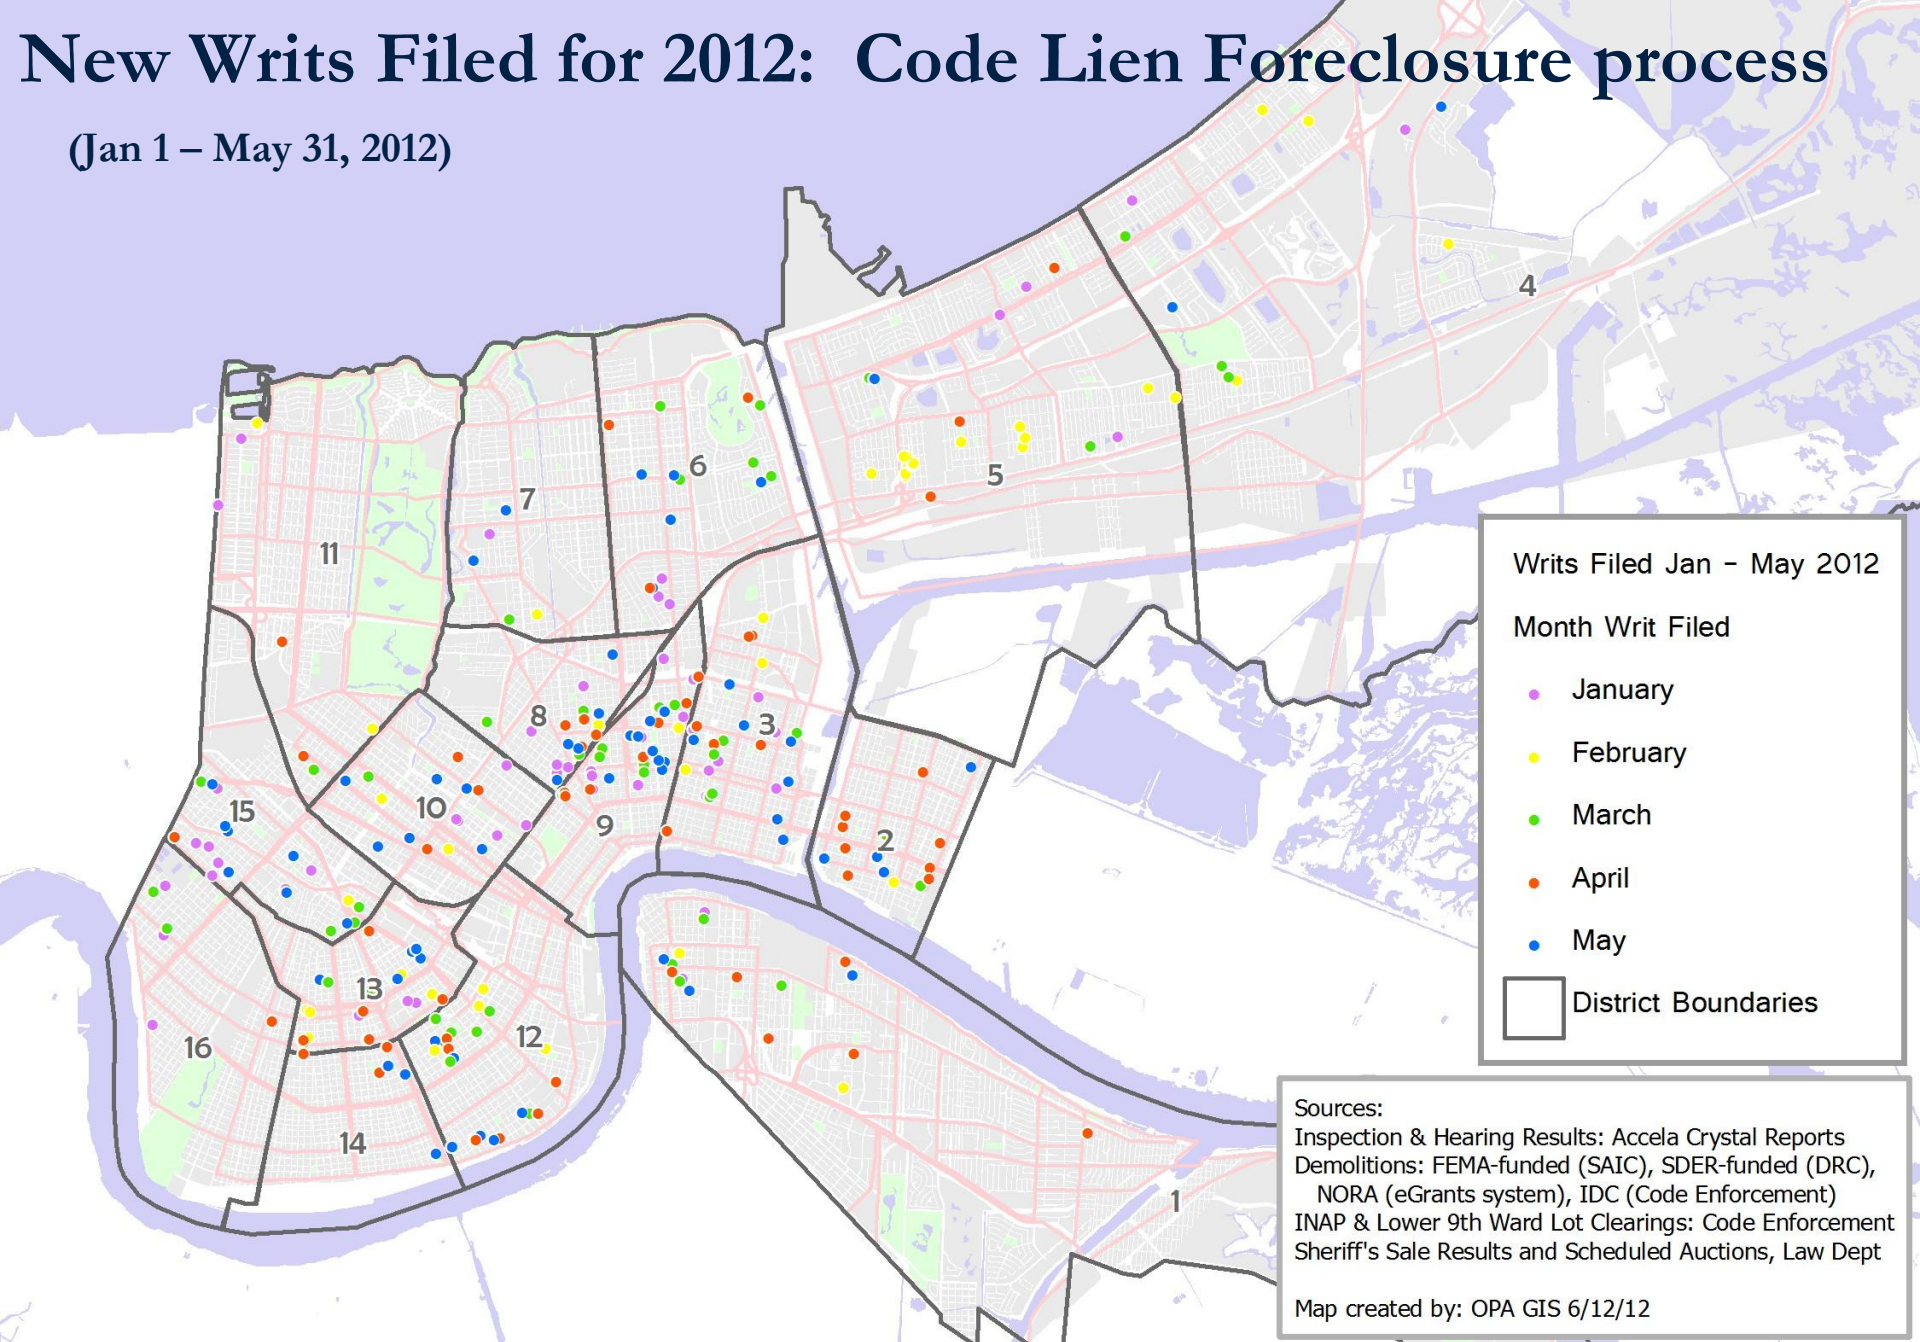 New Writs Filed for 2012:  Code Lien Foreclosure process
(Jan 1 – May 31, 2012)
4
6
5
7
11
8
3
15
10
9
2
13
12
16
14
1
Writs Filed Jan - May 2012
Month Writ Filed
January
February
March
April
May
District Boundaries
Sources:
Inspection & Hearing Results: Accela Crystal Reports
Demolitions: FEMA-funded (SAIC), SDER-funded (DRC),
NORA (eGrants system), IDC (Code Enforcement)
INAP & Lower 9th Ward Lot Clearings: Code Enforcement
Sheriff's Sale Results and Scheduled Auctions, Law Dept
Map created by: OPA GIS 6/12/12